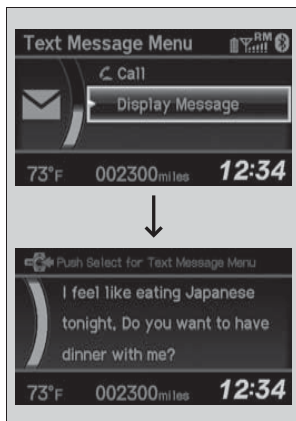 Text Message Menu RM
Call
Display Message
73°F 002300miles 12:34
Push Select for Text Message Menu
I feel like eating Japanese
tonight, Do you want to have
dinner with me?
73°F 002300miles 12:34